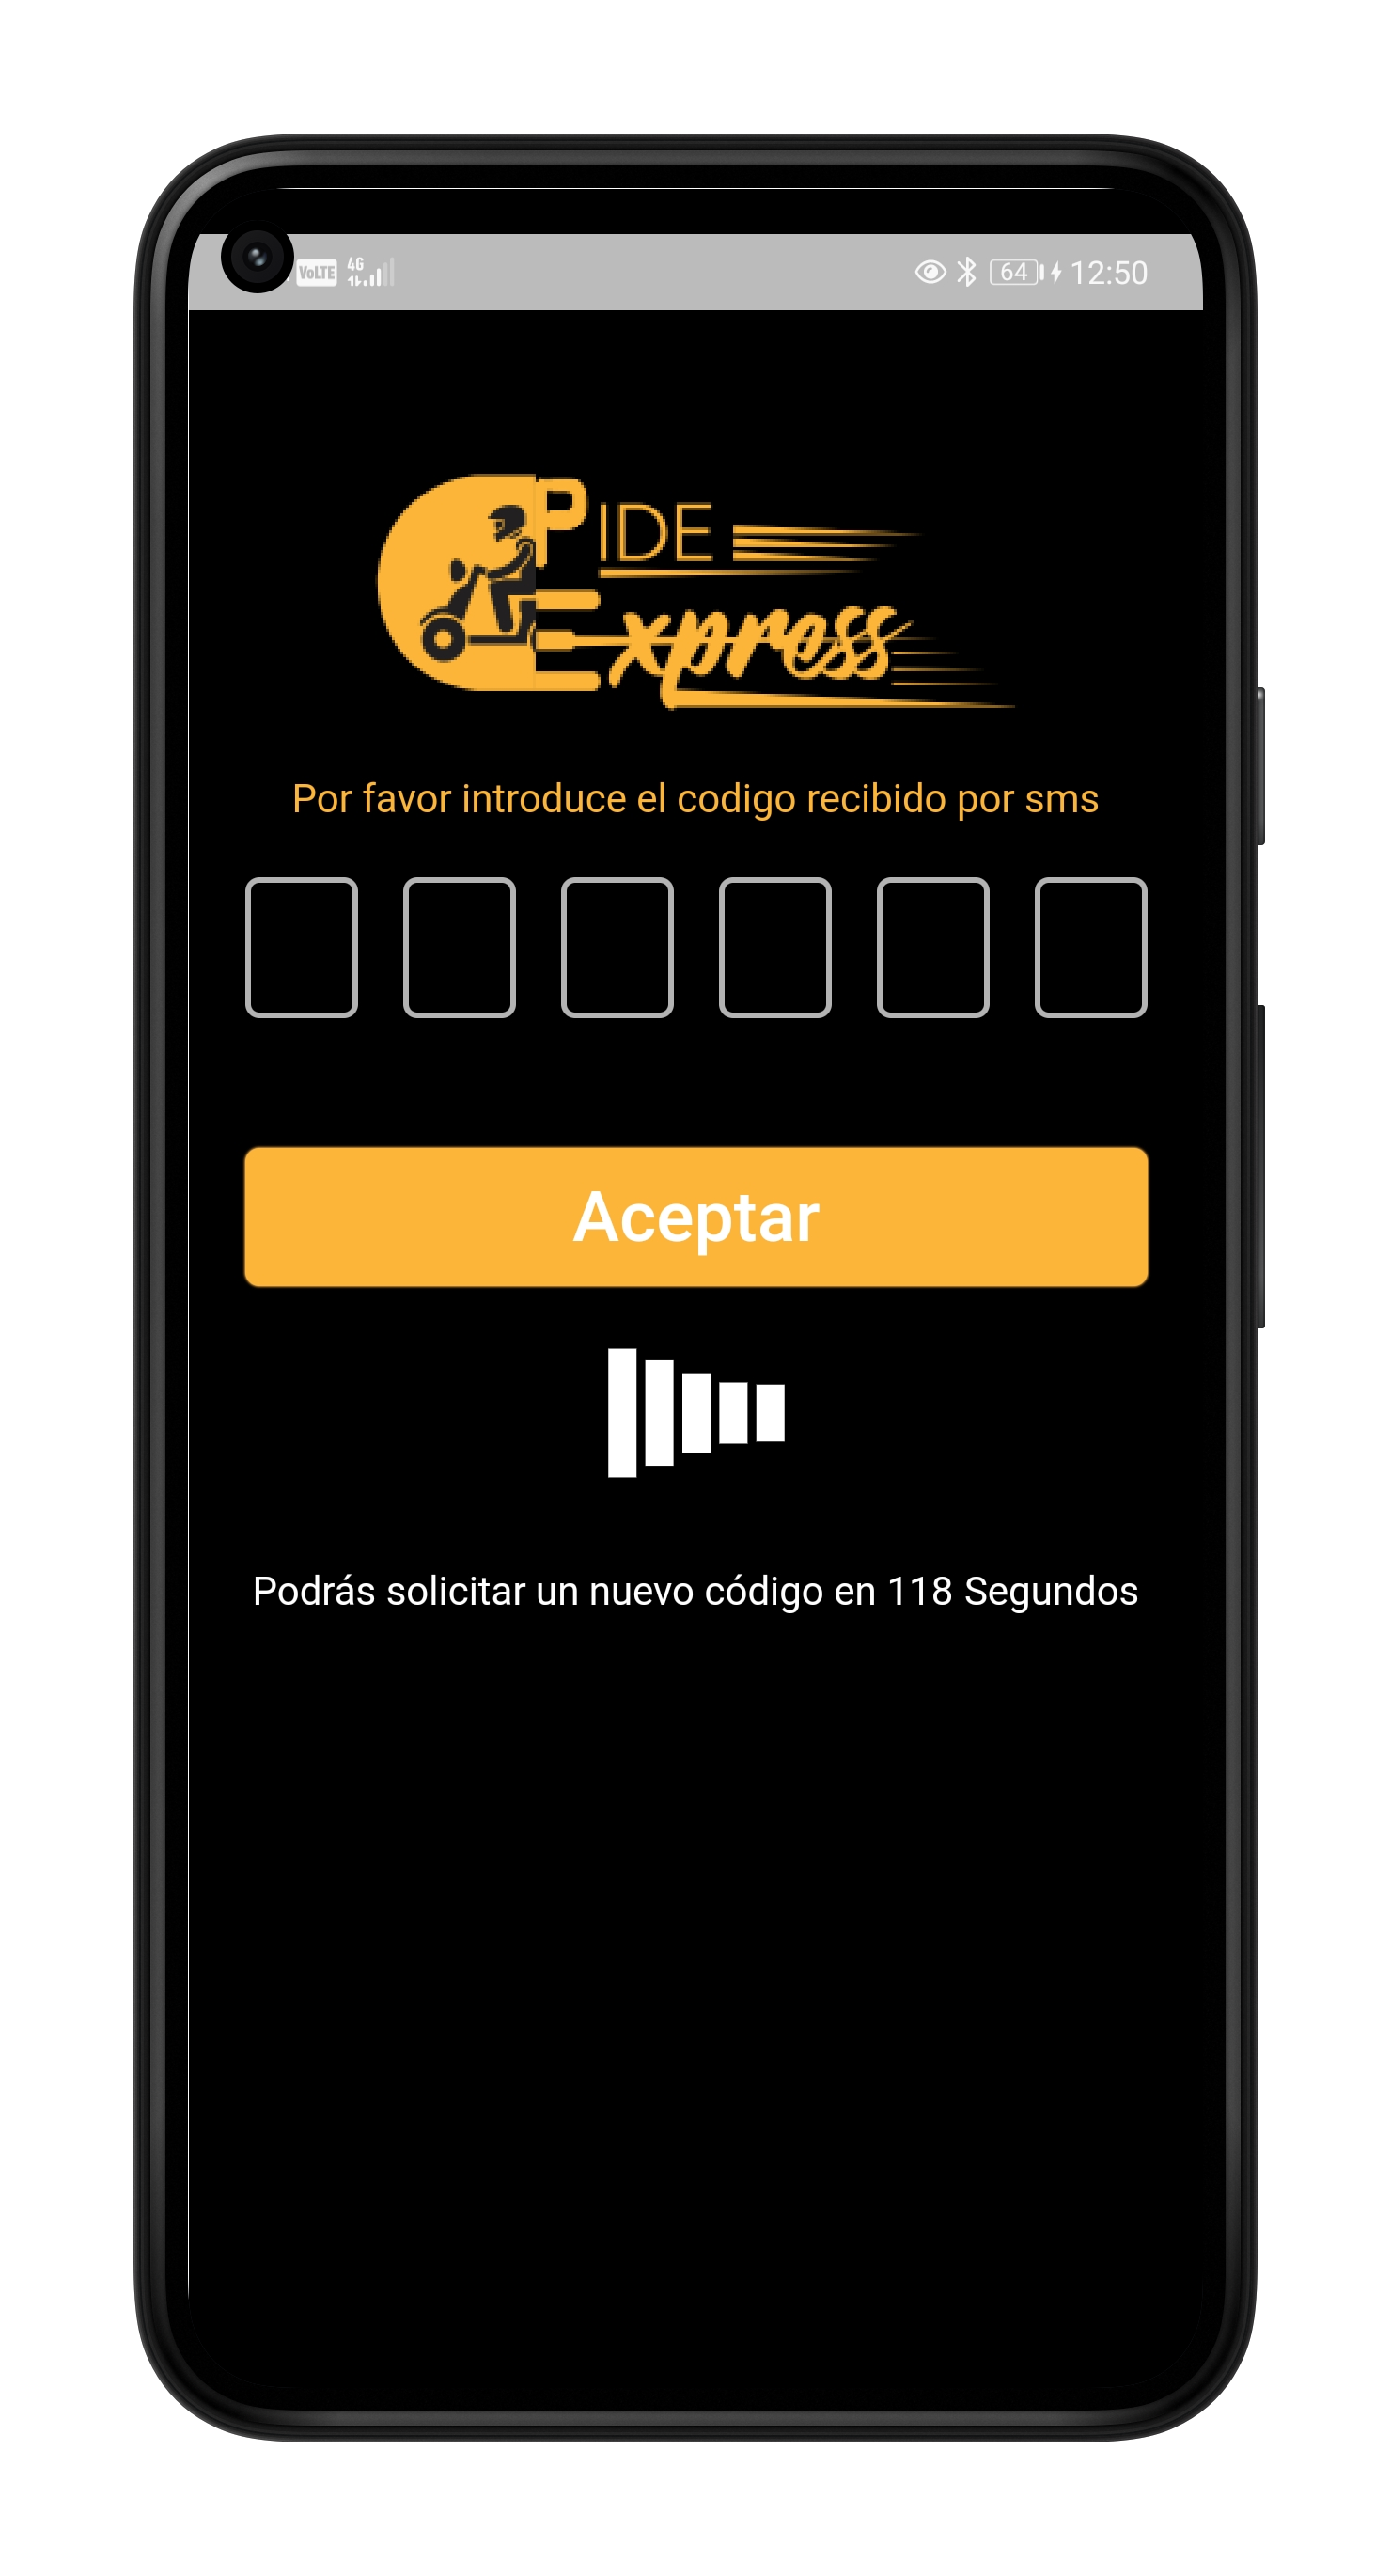 VoLTE 4G 64 12:50
PIDE
Express
Por favor introduce el codigo recibido por sms
Aceptar
Podrás solicitar un nuevo código en 118 Segundos